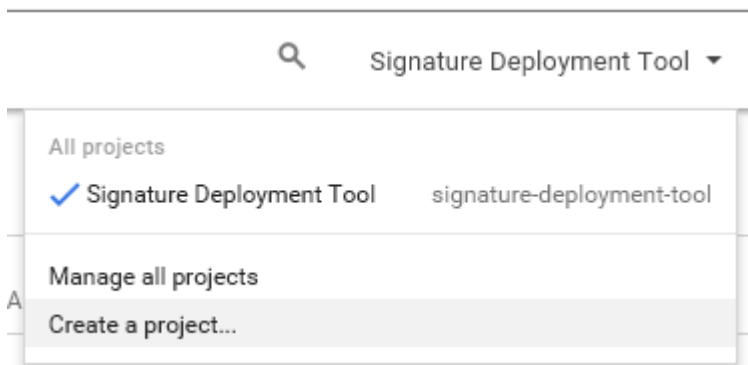 Signature Deployment Tool
All projects
Signature Deployment Tool signature-deployment-tool
Manage all projects
A
Create a project...